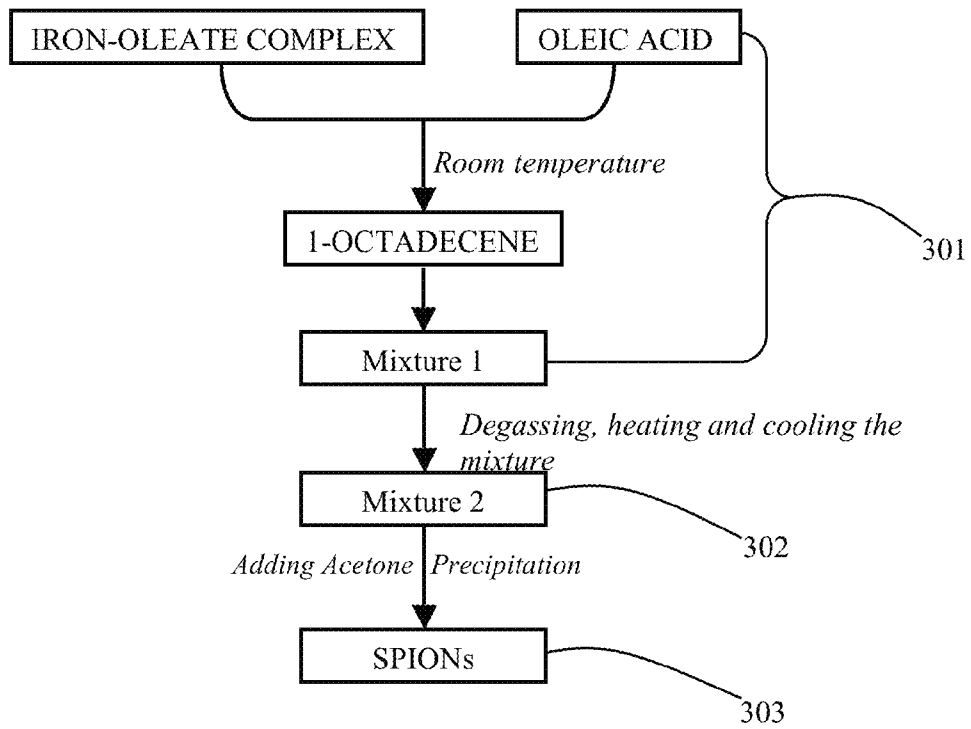 IRON-OLEATE COMPLEX
OLEIC ACID
Room temperature
1-OCTADECENE
301
Mixture 1
Degassing, heating and cooling the
mixture
Mixture 2
302
Adding Acetone Precipitation
SPIONs
303